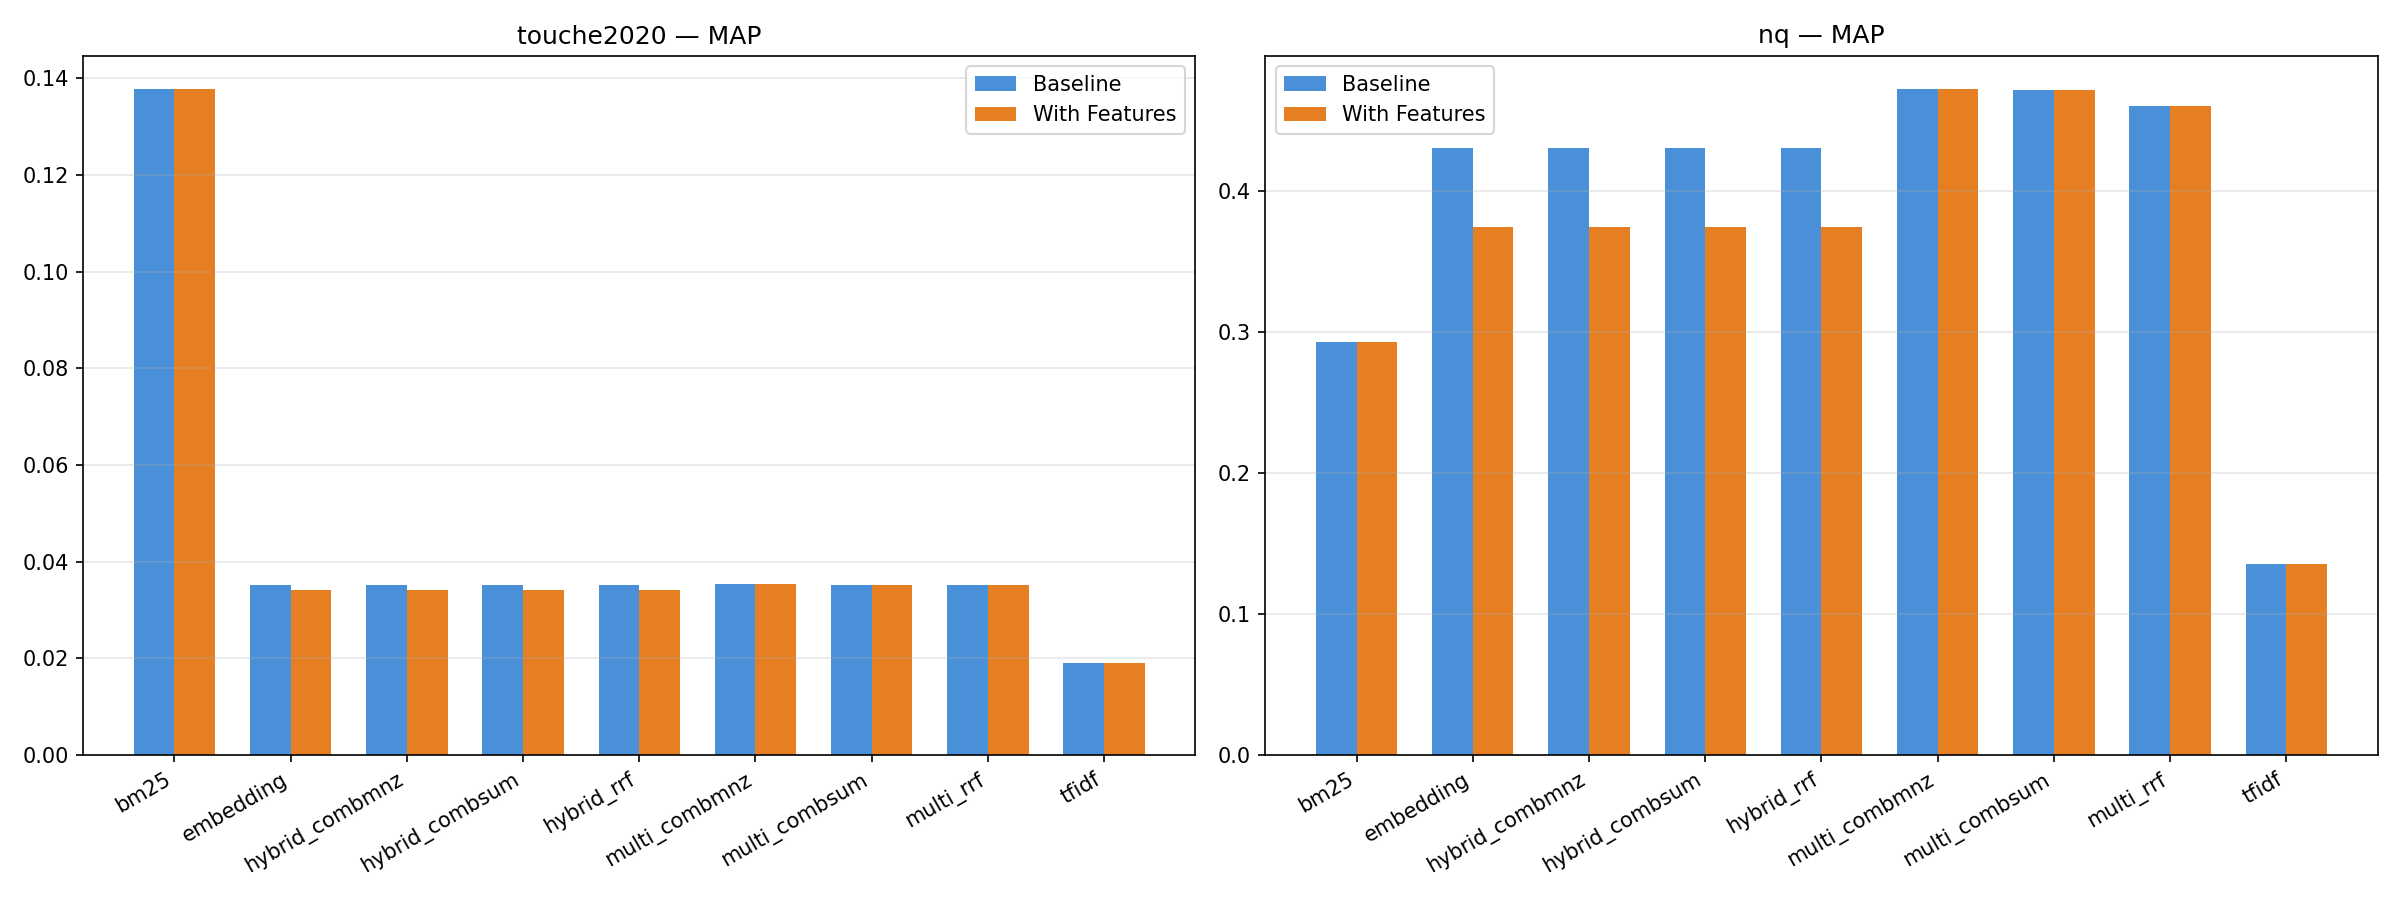 touche2020 — MAP
0.14
0.12
0.10
0.08
0.06
0.04
0.02
0.00
Baseline
With Features
bm25
embedding
hybrid_combmnz
hybrid_combsum
hybrid_rrf
multi_combmnz
multi_combsum
multi_rrf
tfidf
nq — MAP
0.4
0.3
0.2
0.1
0.0
Baseline
With Features
bm25
embedding
hybrid_combmnz
hybrid_combsum
hybrid_rrf
multi_combmnz
multi_combsum
multi_rrf
tfidf